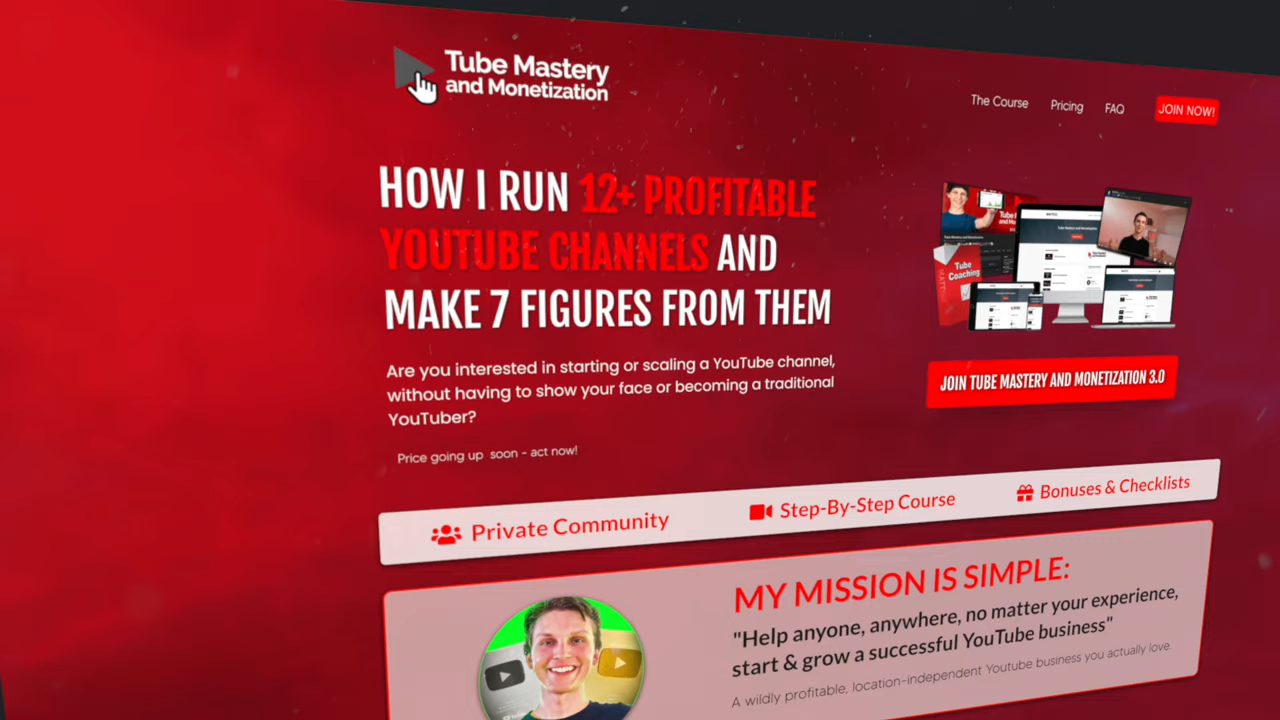 Tube Mastery
and Monetization
The Course
Pricing
FAQ
JOIN NOW!
HOW I RUN 12+ PROFITABLE
YOUTUBE CHANNELS AND
MAKE 7 FIGURES FROM THEM
Are you interested in starting or scaling a YouTube channel,
without having to show your face or becoming a traditional
YouTuber?
Price going up soon - act now!
Tube
Coaching
Tube Mastery and Monetization
JOIN TUBE MASTERY AND MONETIZATION 3.0
Private Community
Step-By-Step Course
Bonuses & Checklists
MY MISSION IS SIMPLE:
"Help anyone, anywhere, no matter your experience,
start & grow a successful YouTube business"
A wildly profitable, location-independent Youtube business you actually love.